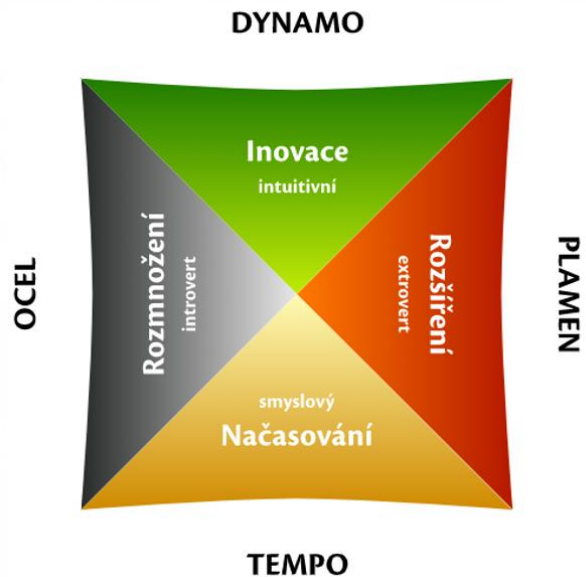 DYNAMO
Inovace
intuitivní
OCEL
Rozmnožení
introvert
Rozšíření
extrovert
PLAMEN
smyslový
Načasování
TEMPO